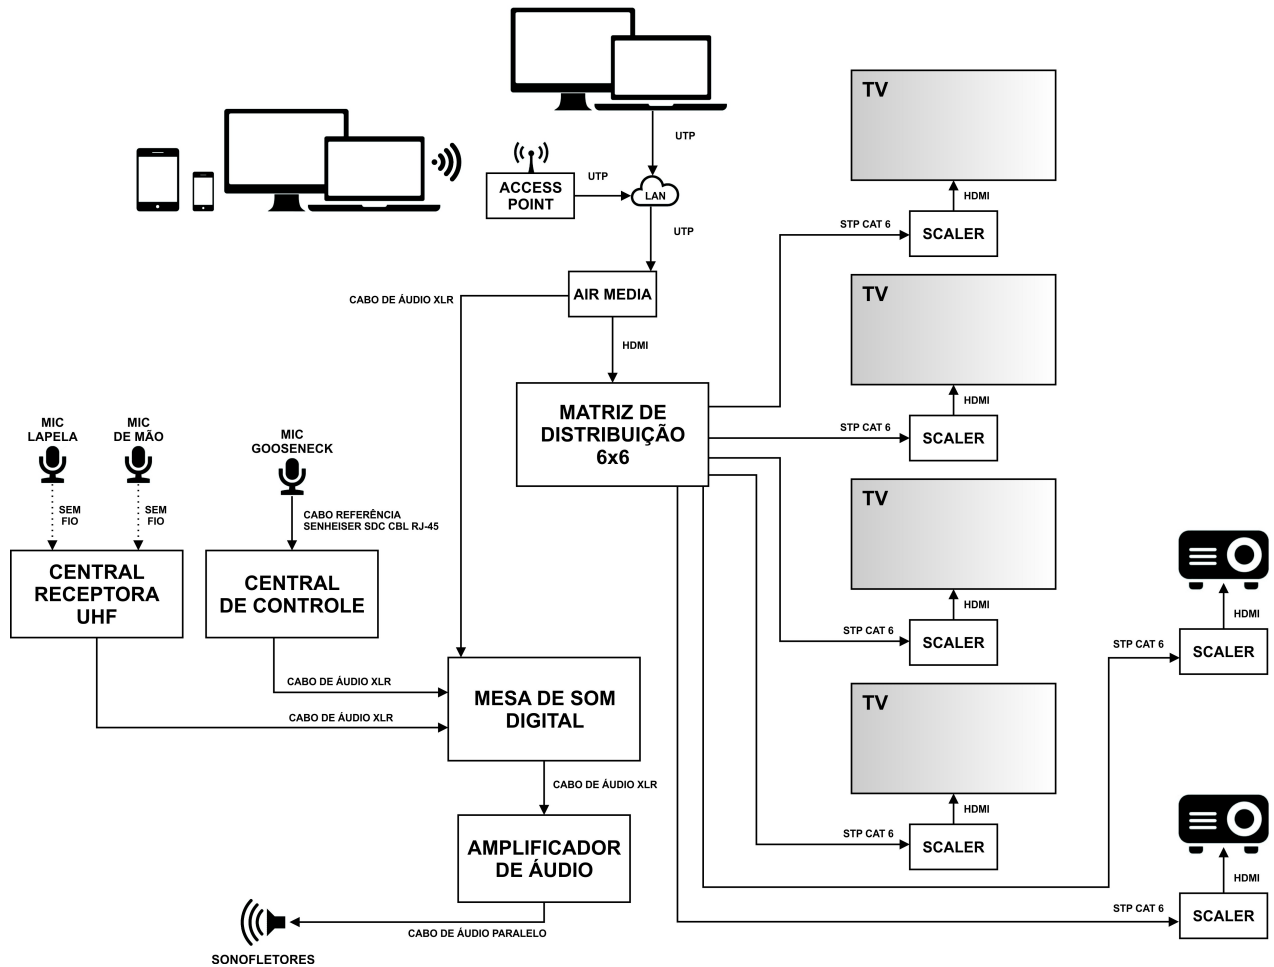 UTP
ACCESS
POINT
UTP
LAN
UTP
AIR MEDIA
CABO DE ÁUDIO XLR
HDMI
MATRIZ DE
DISTRIBUIÇÃO
6x6
TV
HDMI
STP CAT 6
SCALER
TV
HDMI
STP CAT 6
SCALER
TV
HDMI
STP CAT 6
SCALER
TV
HDMI
STP CAT 6
SCALER
HDMI
STP CAT 6
SCALER
HDMI
STP CAT 6
SCALER
MIC
LAPELA
MIC
DE MÃO
MIC
GOOSENECK
SEM
FIO
SEM
FIO
CABO REFERÊNCIA
SENHEISER SDC CBL RJ-45
CENTRAL
RECEPTORA
UHF
CENTRAL
DE CONTROLE
CABO DE ÁUDIO XLR
CABO DE ÁUDIO XLR
MESA DE SOM
DIGITAL
CABO DE ÁUDIO XLR
AMPLIFICADOR
DE ÁUDIO
CABO DE ÁUDIO PARALELO
SONOFLETORES